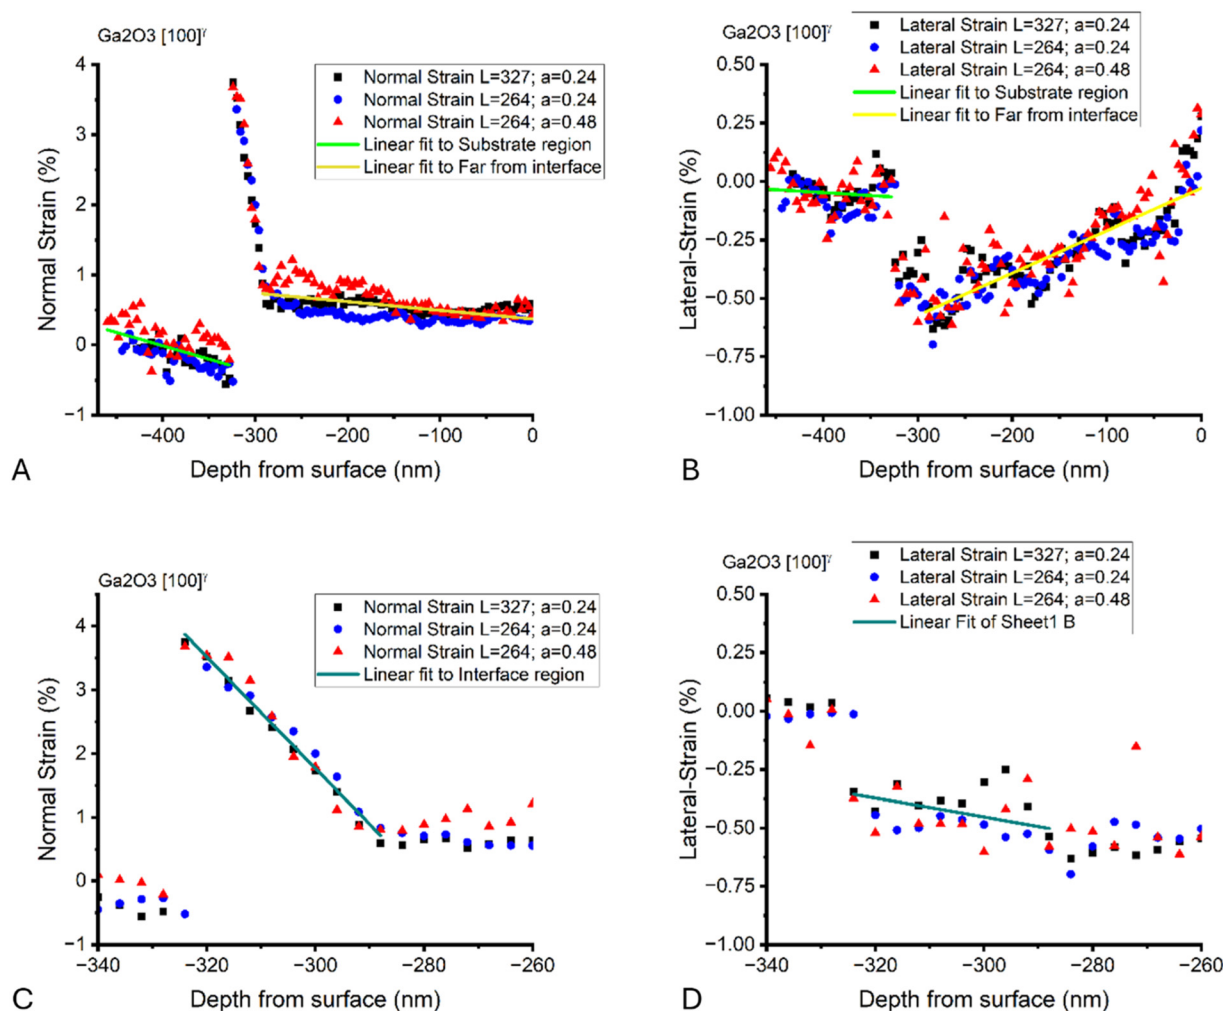 Ga2O3 [100]ᵞ
Normal Strain L=327; a=0.24
Normal Strain L=264; a=0.24
Normal Strain L=264; a=0.48
Linear fit to Substrate region
Linear fit to Far from interface
Normal Strain (%)
4
3
2
1
0
−1
−400
−300
−200
−100
0
Depth from surface (nm)
A
Ga2O3 [100]ᵞ
Lateral Strain L=327; a=0.24
Lateral Strain L=264; a=0.24
Lateral Strain L=264; a=0.48
Linear fit to Substrate region
Linear fit to Far from interface
Lateral-Strain (%)
0.50
0.25
0.00
−0.25
−0.50
−0.75
−1.00
−400
−300
−200
−100
0
Depth from surface (nm)
B
Ga2O3 [100]ᵞ
Normal Strain L=327; a=0.24
Normal Strain L=264; a=0.24
Normal Strain L=264; a=0.48
Linear fit to Interface region
Normal Strain (%)
4
3
2
1
0
−1
−340
−320
−300
−280
−260
Depth from surface (nm)
C
Ga2O3 [100]ᵞ
Lateral Strain L=327; a=0.24
Lateral Strain L=264; a=0.24
Lateral Strain L=264; a=0.48
Linear Fit of Sheet1 B
Lateral-Strain (%)
0.50
0.25
0.00
−0.25
−0.50
−0.75
−1.00
−340
−320
−300
−280
−260
Depth from surface (nm)
D